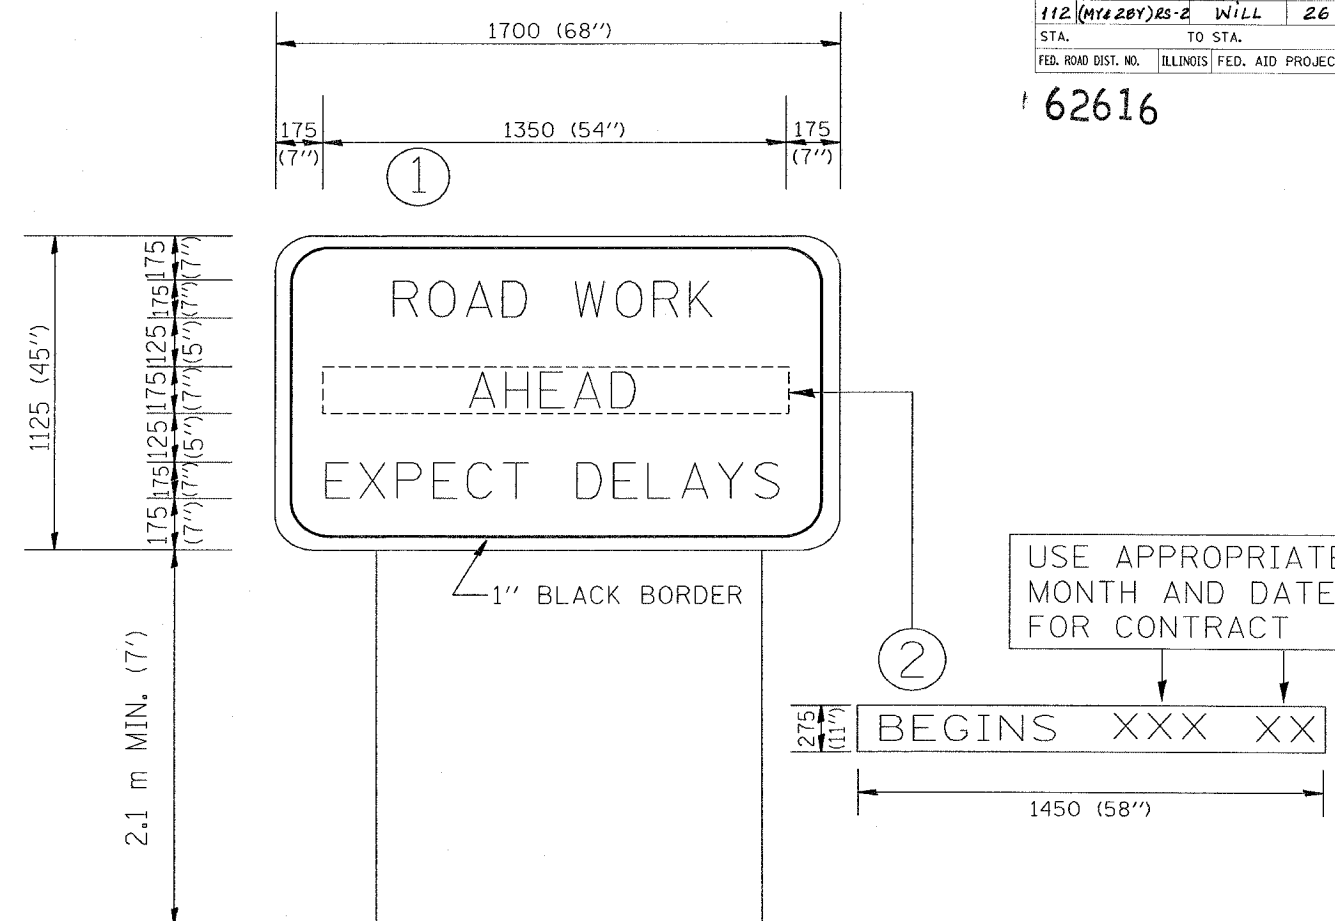 112 (MY&2BY)RS-2 WILL 26
STA. TO STA.
FED. ROAD DIST. NO. ILLINOIS FED. AID PROJEC
62616
1700 (68'')
175 (7'')
1350 (54'')
175 (7'')
1
1125 (45'')
175 (7'')
175 (7'')
125 (5'')
175 (7'')
125 (5'')
175 (7'')
175 (7'')
ROAD WORK
AHEAD
EXPECT DELAYS
1'' BLACK BORDER
2.1 m MIN. (7')
USE APPROPRIATE
MONTH AND DATE
FOR CONTRACT
2
275 (11'')
BEGINS XXX XX
1450 (58'')